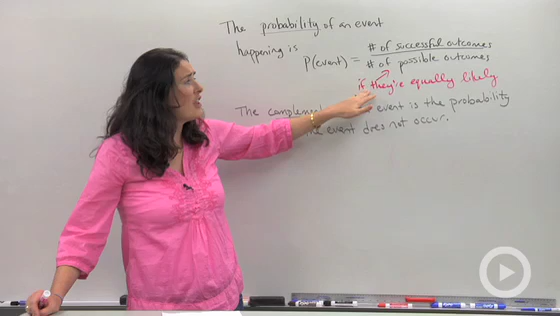 The probability of an event
happening is
P(event) = # of successful outcomes
# of possible outcomes
if they're equally likely
The event is the probability
the event does not occur.